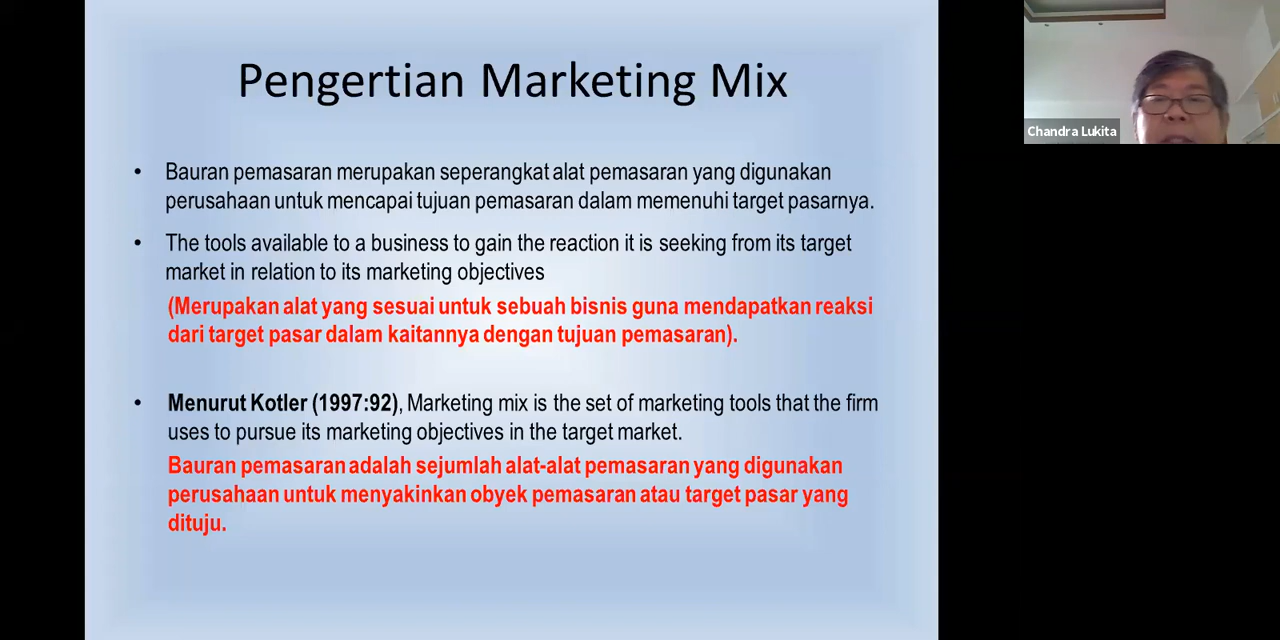 Pengertian Marketing Mix
• Bauran pemasaran merupakan seperangkat alat pemasaran yang digunakan
perusahaan untuk mencapai tujuan pemasaran dalam memenuhi target pasarnya.
• The tools available to a business to gain the reaction it is seeking from its target
market in relation to its marketing objectives
(Merupakan alat yang sesuai untuk sebuah bisnis guna mendapatkan reaksi
dari target pasar dalam kaitannya dengan tujuan pemasaran).
• Menurut Kotler (1997:92), Marketing mix is the set of marketing tools that the firm
uses to pursue its marketing objectives in the target market.
Bauran pemasaran adalah sejumlah alat-alat pemasaran yang digunakan
perusahaan untuk menyakinkan obyek pemasaran atau target pasar yang
dituju.
Chandra Lukita